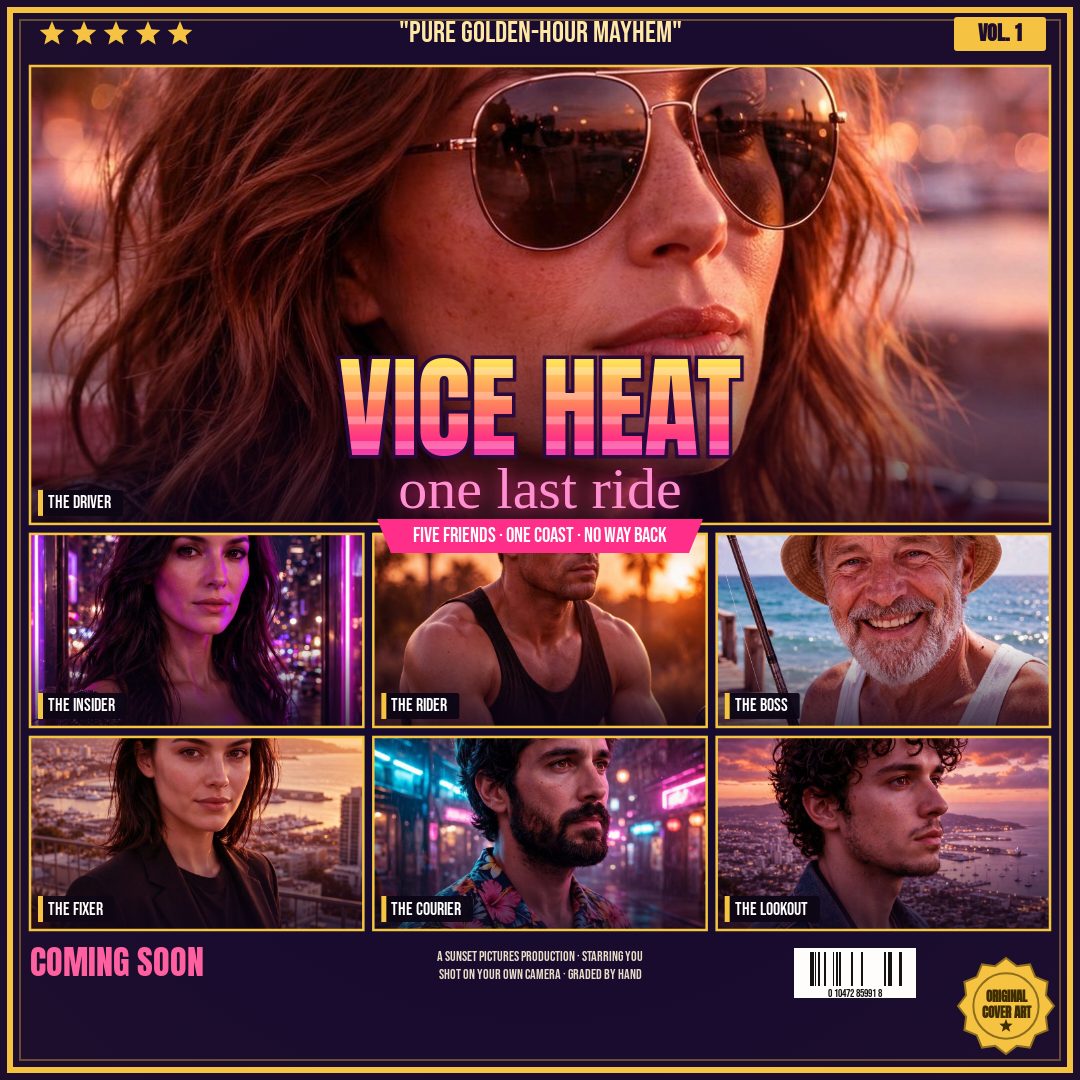 "PURE GOLDEN-HOUR MAYHEM"
VOL. 1
VICE HEAT
one last ride
FIVE FRIENDS · ONE COAST · NO WAY BACK
THE DRIVER
THE INSIDER
THE RIDER
THE BOSS
THE FIXER
THE COURIER
THE LOOKOUT
COMING SOON
A SUNSET PICTURES PRODUCTION · STARRING YOU
SHOT ON YOUR OWN CAMERA · GRADED BY HAND
0 10472 85991 8
ORIGINAL
COVER ART